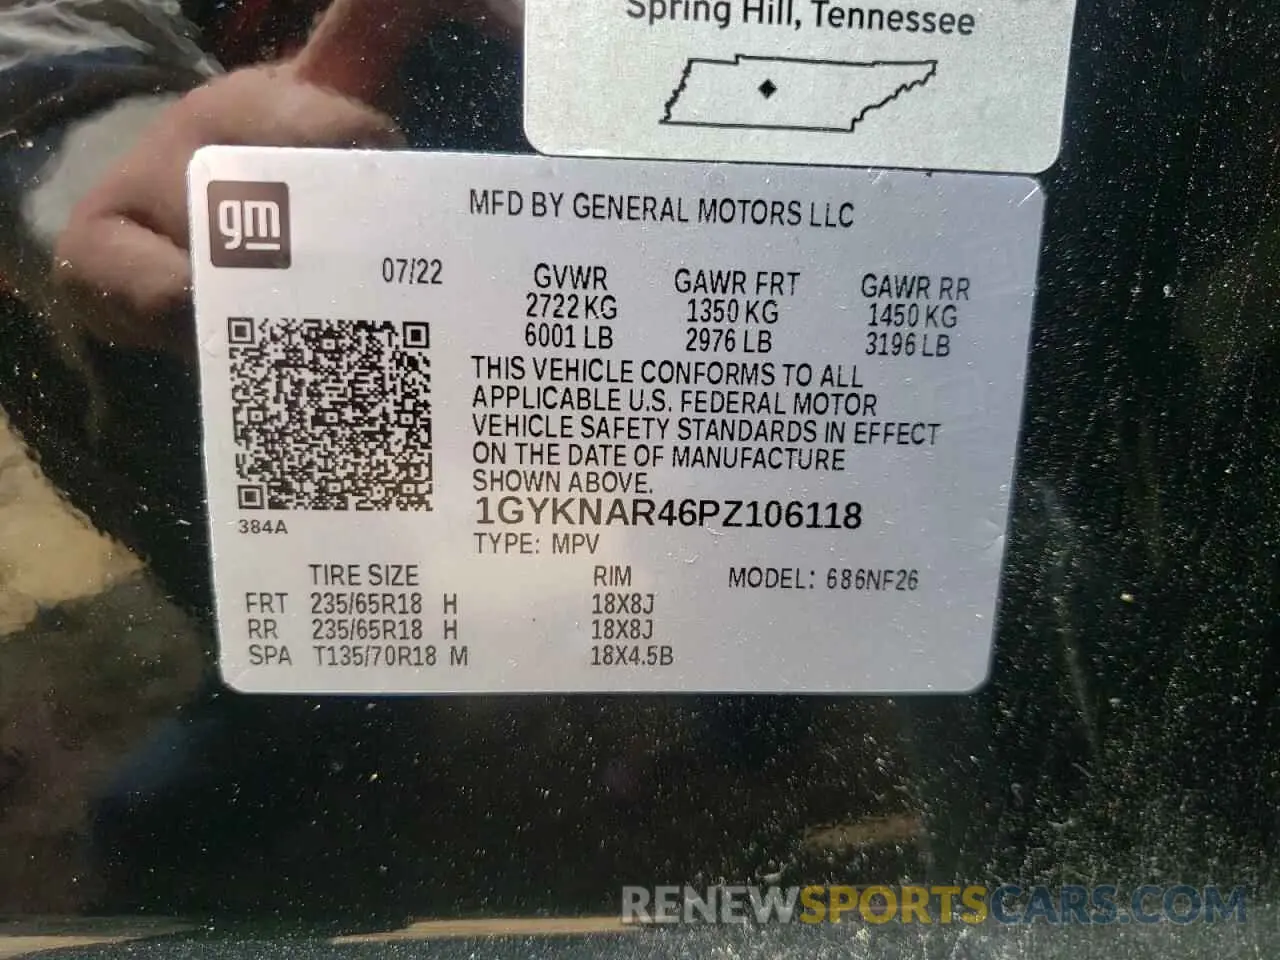 Spring Hill, Tennessee
gm
MFD BY GENERAL MOTORS LLC
07/22
GVWR GAWR FRT GAWR RR
2722 KG 1350 KG 1450 KG
6001 LB 2976 LB 3196 LB
THIS VEHICLE CONFORMS TO ALL
APPLICABLE U.S. FEDERAL MOTOR
VEHICLE SAFETY STANDARDS IN EFFECT
ON THE DATE OF MANUFACTURE
SHOWN ABOVE.
1GYKNAR46PZ106118
384A
TYPE: MPV
TIRE SIZE RIM MODEL: 686NF26
FRT 235/65R18 H 18X8J
RR 235/65R18 H 18X8J
SPA T135/70R18 M 18X4.5B
RENEWSPORTSCARS.COM